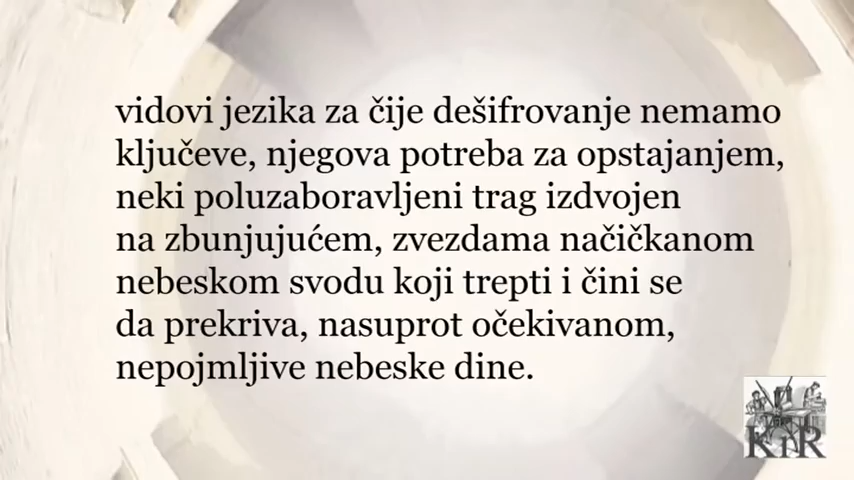 vidovi jezika za čije dešifrovanje nemamo
ključeve, njegova potreba za opstajanjem,
neki poluzaboravljeni trag izdvojen
na zbunjujućem, zvezdama načičkanom
nebeskom svodu koji trepti i čini se
da prekriva, nasuprot očekivanom,
nepojmljive nebeske dine.
KiR